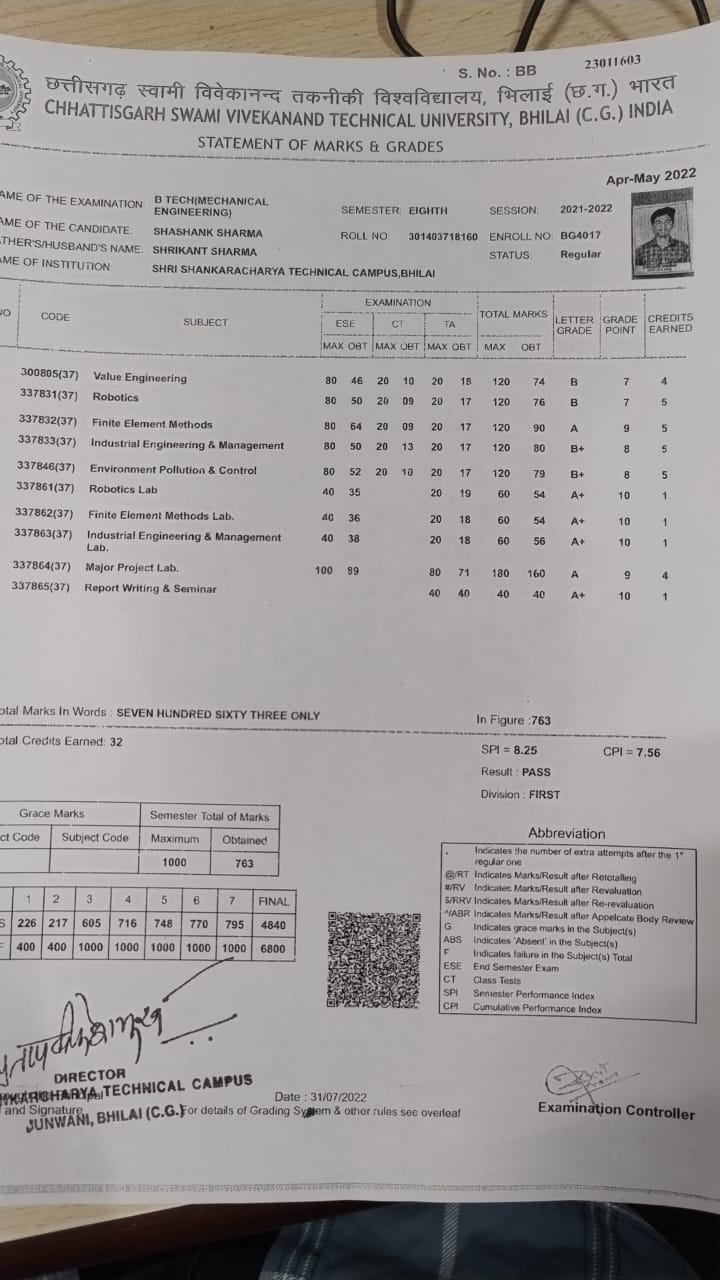 S. No. : BB 23011603
छत्तीसगढ़ स्वामी विवेकानन्द तकनीकी विश्वविद्यालय, भिलाई (छ.ग.) भारत
CHHATTISGARH SWAMI VIVEKANAND TECHNICAL UNIVERSITY, BHILAI (C.G.) INDIA
STATEMENT OF MARKS & GRADES
Apr-May 2022
AME OF THE EXAMINATION: B TECH(MECHANICAL ENGINEERING) SEMESTER: EIGHTH SESSION: 2021-2022
AME OF THE CANDIDATE: SHASHANK SHARMA ROLL NO: 301403718160 ENROLL NO: BG4017
THER'S/HUSBAND'S NAME: SHRIKANT SHARMA STATUS: Regular
AME OF INSTITUTION: SHRI SHANKARACHARYA TECHNICAL CAMPUS,BHILAI
NO CODE SUBJECT EXAMINATION TOTAL MARKS LETTER GRADE GRADE POINT CREDITS EARNED
ESE CT TA
MAX OBT MAX OBT MAX OBT MAX OBT
300805(37) Value Engineering 80 46 20 10 20 18 120 74 B 7 4
337831(37) Robotics 80 50 20 09 20 17 120 76 B 7 5
337832(37) Finite Element Methods 80 64 20 09 20 17 120 90 A 9 5
337833(37) Industrial Engineering & Management 80 50 20 13 20 17 120 80 B+ 8 5
337846(37) Environment Pollution & Control 80 52 20 10 20 17 120 79 B+ 8 5
337861(37) Robotics Lab 40 35 20 19 60 54 A+ 10 1
337862(37) Finite Element Methods Lab. 40 36 20 18 60 54 A+ 10 1
337863(37) Industrial Engineering & Management Lab. 40 38 20 18 60 56 A+ 10 1
337864(37) Major Project Lab. 100 89 80 71 180 160 A 9 4
337865(37) Report Writing & Seminar 40 40 40 40 A+ 10 1
otal Marks In Words : SEVEN HUNDRED SIXTY THREE ONLY In Figure :763
otal Credits Earned: 32 SPI = 8.25 CPI = 7.56
Result : PASS
Division : FIRST
Grace Marks Semester Total of Marks
ct Code Subject Code Maximum Obtained
1000 763
1 2 3 4 5 6 7 FINAL
S 226 217 605 716 748 770 795 4840
F 400 400 1000 1000 1000 1000 1000 6800
Abbreviation
. Indicates the number of extra attempts after the 1st regular one
@/RT Indicates Marks/Result after Retotalling
#/RV Indicates Marks/Result after Revaluation
$/RRV Indicates Marks/Result after Re-revaluation
^/ABR Indicates Marks/Result after Appelcate Body Review
G Indicates grace marks in the Subject(s)
ABS Indicates 'Absent' in the Subject(s)
F Indicates failure in the Subject(s) Total
ESE End Semester Exam
CT Class Tests
SPI Semester Performance Index
CPI Cumulative Performance Index
DIRECTOR
TECHNICAL CAMPUS
JUNWANI, BHILAI (C.G.)
and Signature
Date : 31/07/2022
For details of Grading System & other rules see overleaf
Examination Controller